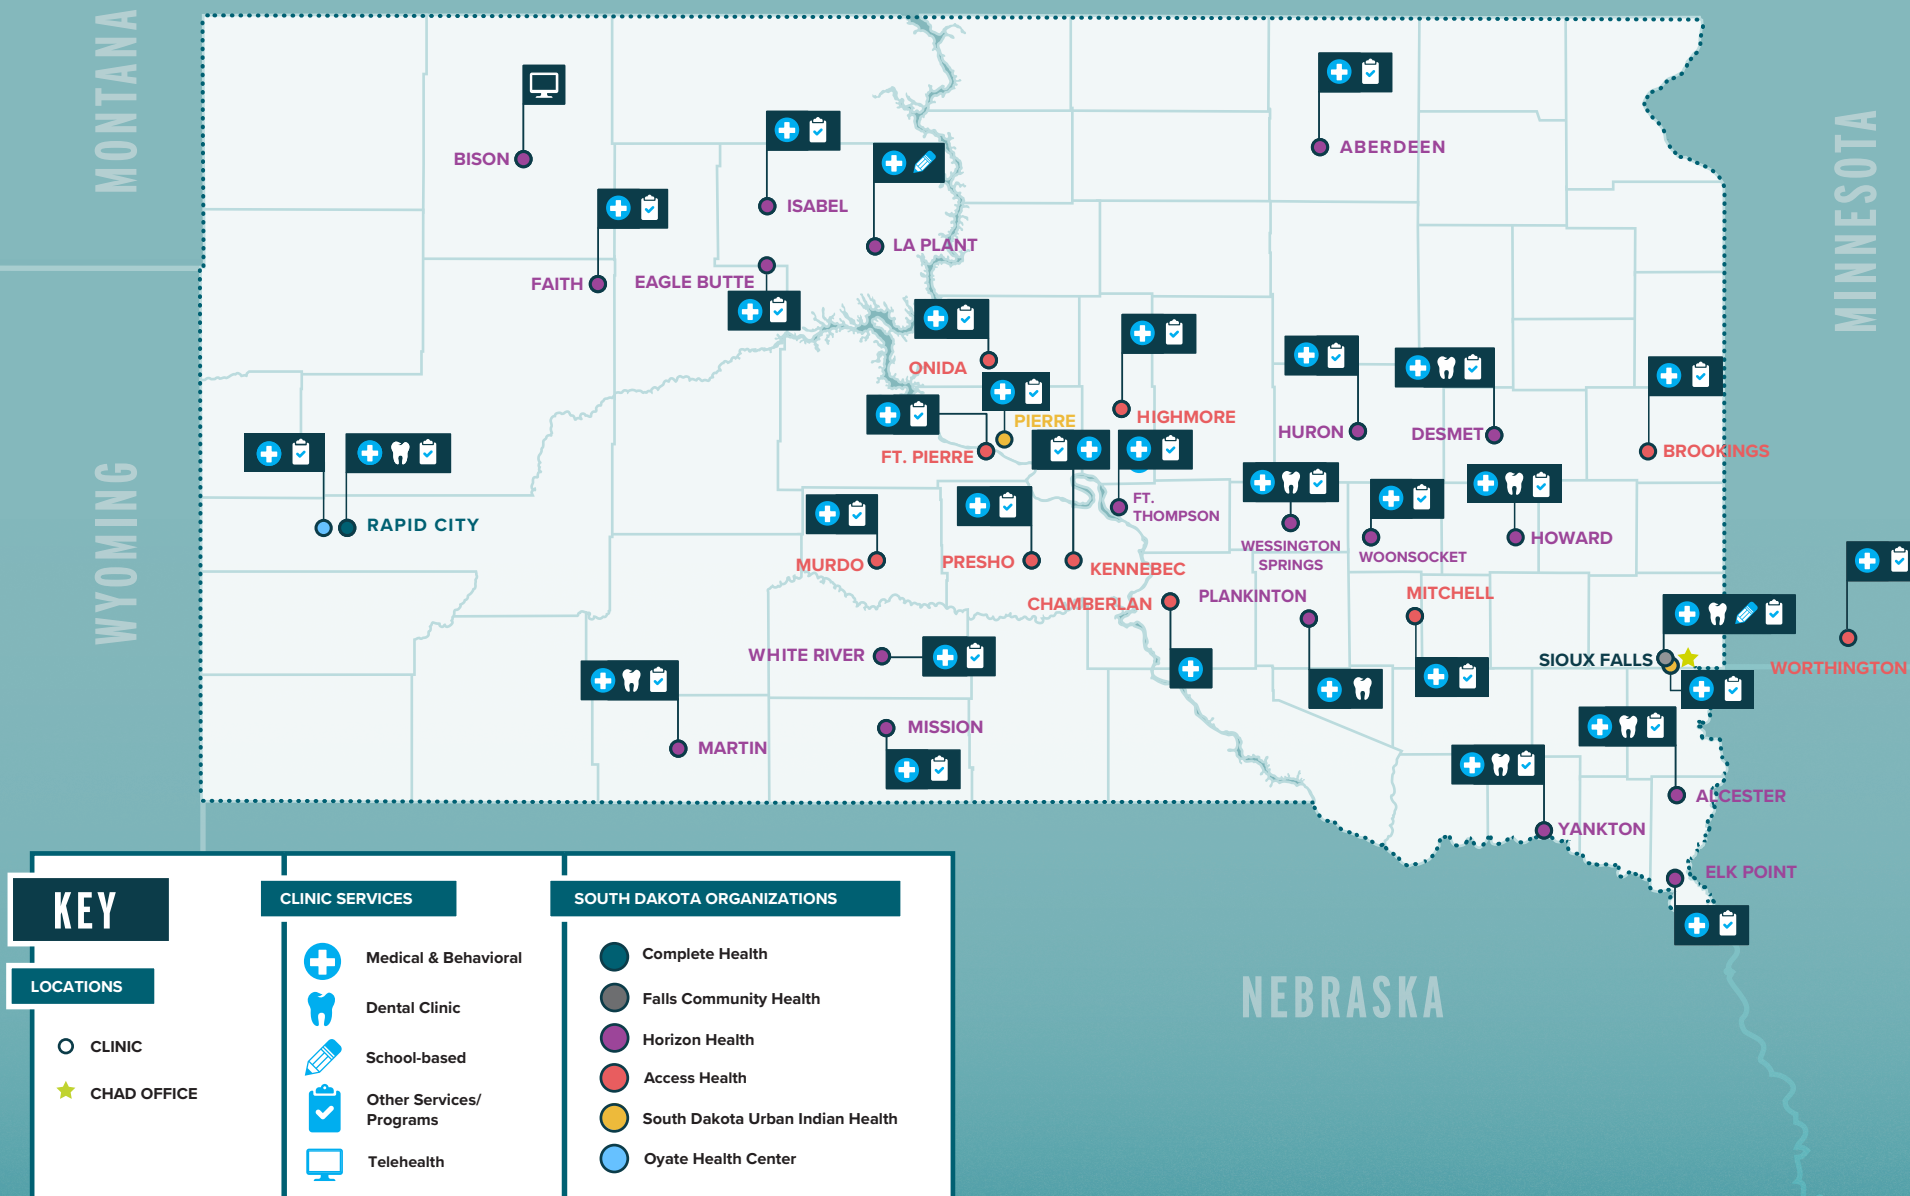 MONTANA
WYOMING
MINNESOTA
NEBRASKA
BISON
ISABEL
LA PLANT
ABERDEEN
FAITH
EAGLE BUTTE
ONIDA
PIERRE
FT. PIERRE
HIGHMORE
HURON
DESMET
BROOKINGS
RAPID CITY
MURDO
PRESHO
KENNEBEC
FT.
THOMPSON
WESSINGTON
SPRINGS
WOONSOCKET
HOWARD
CHAMBERLAN
PLANKINTON
MITCHELL
WHITE RIVER
SIOUX FALLS
WORTHINGTON
MARTIN
MISSION
ALCESTER
YANKTON
ELK POINT
KEY
LOCATIONS
CLINIC
CHAD OFFICE
CLINIC SERVICES
Medical & Behavioral
Dental Clinic
School-based
Other Services/
Programs
Telehealth
SOUTH DAKOTA ORGANIZATIONS
Complete Health
Falls Community Health
Horizon Health
Access Health
South Dakota Urban Indian Health
Oyate Health Center